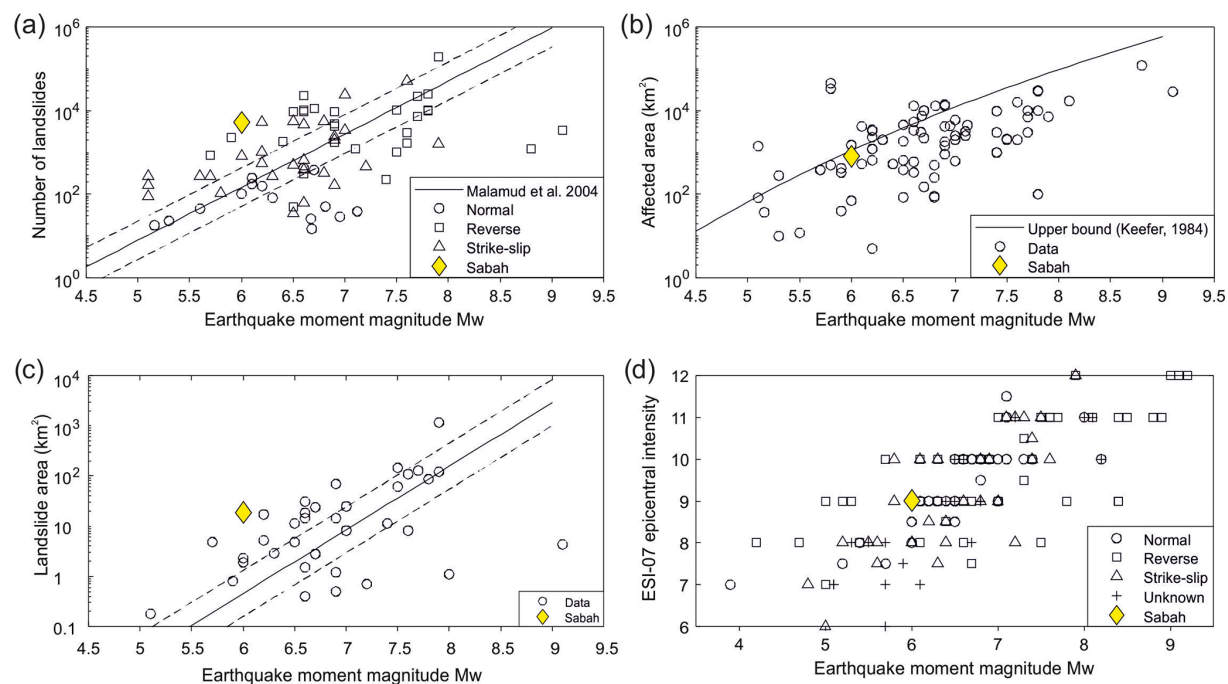 (a)
10^6
10^4
10^2
10^0
Number of landslides
4.5 5 5.5 6 6.5 7 7.5 8 8.5 9 9.5
Earthquake moment magnitude Mw
Malamud et al. 2004
Normal
Reverse
Strike-slip
Sabah
(b)
10^6
10^4
10^2
10^0
Affected area (km²)
4.5 5 5.5 6 6.5 7 7.5 8 8.5 9 9.5
Earthquake moment magnitude Mw
Upper bound (Keefer, 1984)
Data
Sabah
(c)
10^4
10^3
10^2
10
1
0.1
Landslide area (km²)
4.5 5 5.5 6 6.5 7 7.5 8 8.5 9 9.5
Earthquake moment magnitude Mw
Data
Sabah
(d)
12
11
10
9
8
7
6
ESI-07 epicentral intensity
4 5 6 7 8 9
Earthquake moment magnitude Mw
Normal
Reverse
Strike-slip
Unknown
Sabah